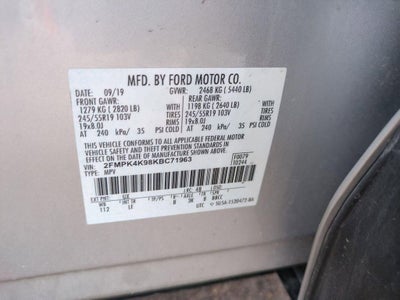 MFD. BY FORD MOTOR CO.
DATE: 09/19 GVWR: 2468 KG ( 5440 LB)
FRONT GAWR: REAR GAWR:
1279 KG ( 2820 LB) WITH 1198 KG ( 2640 LB) WITH
245/55R19 103V TIRES 245/55R19 103V TIRES
19x8.0J RIMS 19x8.0J RIMS
AT 240 kPa/ 35 PSI COLD AT 240 kPa/ 35 PSI COLD
THIS VEHICLE CONFORMS TO ALL APPLICABLE FEDERAL MOTOR
VEHICLE SAFETY AND BUMPER STANDARDS IN
EFFECT ON THE DATE OF MANUFACTURE SHOWN ABOVE.
VIN: 2FMPK4K98KBC71963
TYPE: MPV
UTC